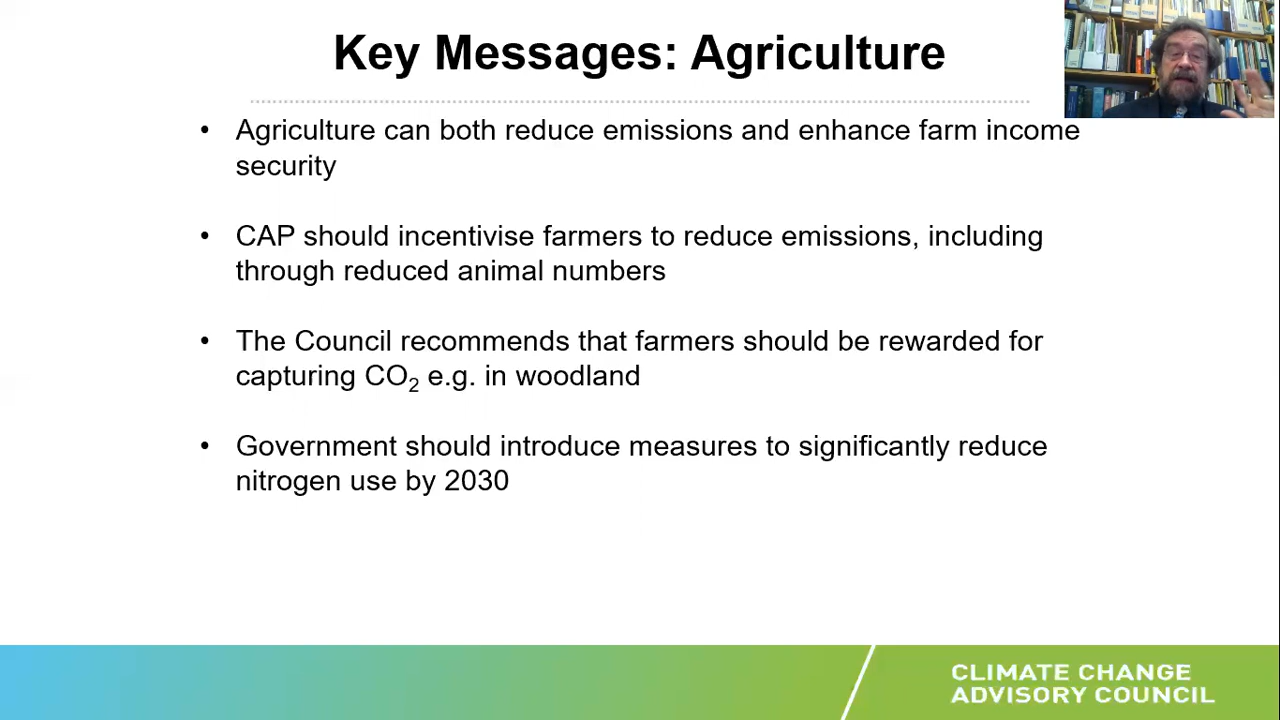 Key Messages: Agriculture
• Agriculture can both reduce emissions and enhance farm income
security
• CAP should incentivise farmers to reduce emissions, including
through reduced animal numbers
• The Council recommends that farmers should be rewarded for
capturing CO₂ e.g. in woodland
• Government should introduce measures to significantly reduce
nitrogen use by 2030
CLIMATE CHANGE
ADVISORY COUNCIL